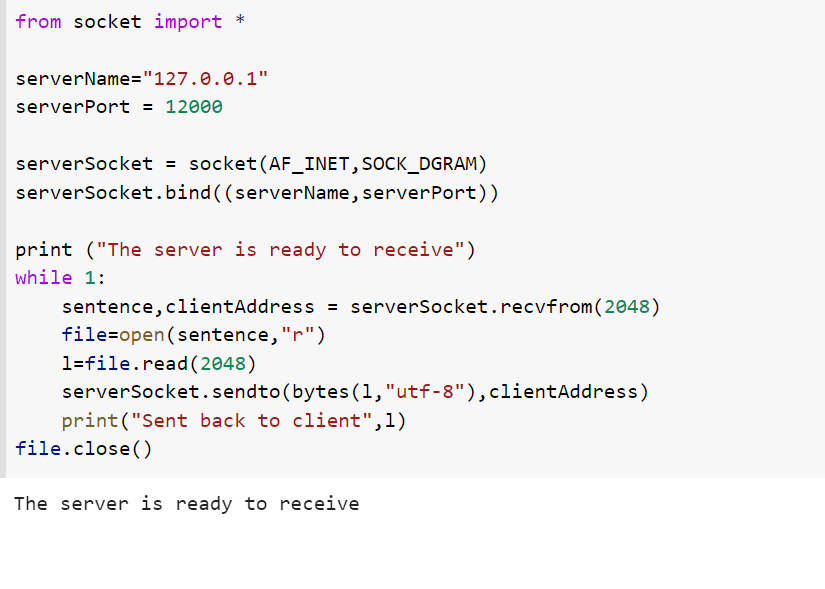 from socket import *
serverName="127.0.0.1"
serverPort = 12000
serverSocket = socket(AF_INET,SOCK_DGRAM)
serverSocket.bind((serverName,serverPort))
print ("The server is ready to receive")
while 1:
    sentence,clientAddress = serverSocket.recvfrom(2048)
    file=open(sentence,"r")
    l=file.read(2048)
    serverSocket.sendto(bytes(l,"utf-8"),clientAddress)
    print("Sent back to client",l)
file.close()
The server is ready to receive